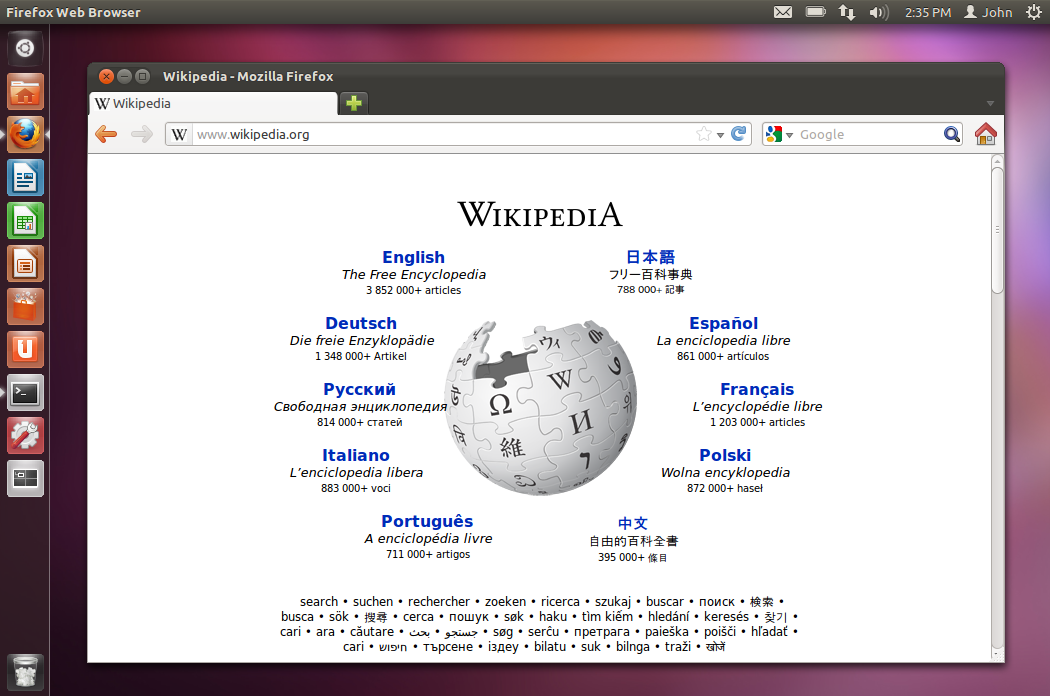 Firefox Web Browser
2:35 PM John
Wikipedia - Mozilla Firefox
Wikipedia
www.wikipedia.org
Google
WIKIPEDIA
English
The Free Encyclopedia
3 852 000+ articles
日本語
フリー百科事典
788 000+ 記事
Deutsch
Die freie Enzyklopädie
1 348 000+ Artikel
Español
La enciclopedia libre
861 000+ artículos
Русский
Свободная энциклопедия
814 000+ статей
Français
L'encyclopédie libre
1 203 000+ articles
Italiano
L'enciclopedia libera
883 000+ voci
Polski
Wolna encyklopedia
872 000+ haseł
Português
A enciclopédia livre
711 000+ artigos
中文
自由的百科全書
395 000+ 條目
search • suchen • rechercher • zoeken • ricerca • szukaj • buscar • поиск • 検索 •
busca • sök • 搜尋 • cerca • пошук • søk • haku • tìm kiếm • hledání • keresés • 찾기 •
cari • ara • căutare • بحث • جستجو • søg • serĉu • претрага • paieška • poišči • hľadať •
cari • חיפוש • търсене • іздеу • bilatu • suk • bilnga • traži • खोजें